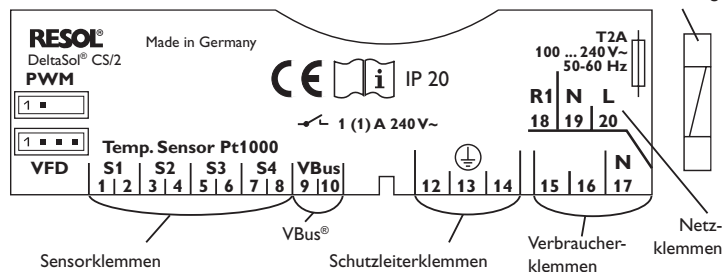 RESOL®
Made in Germany
DeltaSol® CS/2
PWM
1
1
VFD
Temp. Sensor Pt1000
S1 S2 S3 S4 VBus
1 2 3 4 5 6 7 8 9 10
CE i IP 20
1 (1) A 240 V~
T2A
100 ... 240 V~
50-60 Hz
R1 N L
18 19 20
N
12 13 14 15 16 17
Sensorklemmen
VBus®
Schutzleiterklemmen
Verbraucher-
klemmen
Netz-
klemmen